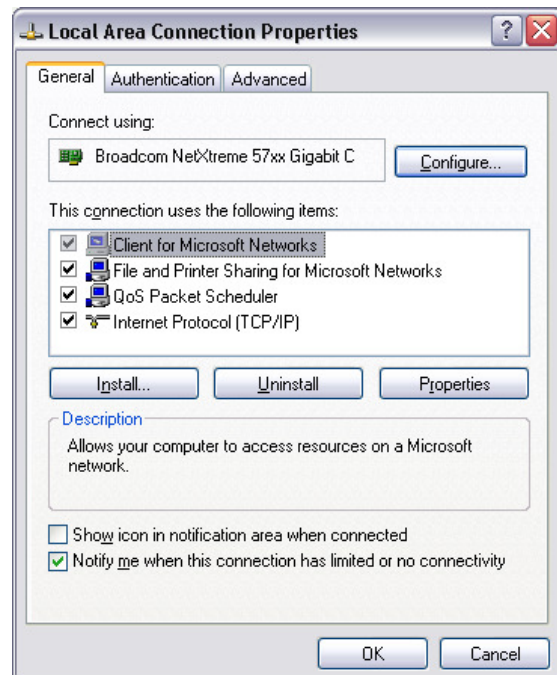 Local Area Connection Properties
General
Authentication
Advanced
Connect using:
Broadcom NetXtreme 57xx Gigabit C
Configure...
This connection uses the following items:
Client for Microsoft Networks
File and Printer Sharing for Microsoft Networks
QoS Packet Scheduler
Internet Protocol (TCP/IP)
Install...
Uninstall
Properties
Description
Allows your computer to access resources on a Microsoft
network.
Show icon in notification area when connected
Notify me when this connection has limited or no connectivity
OK
Cancel